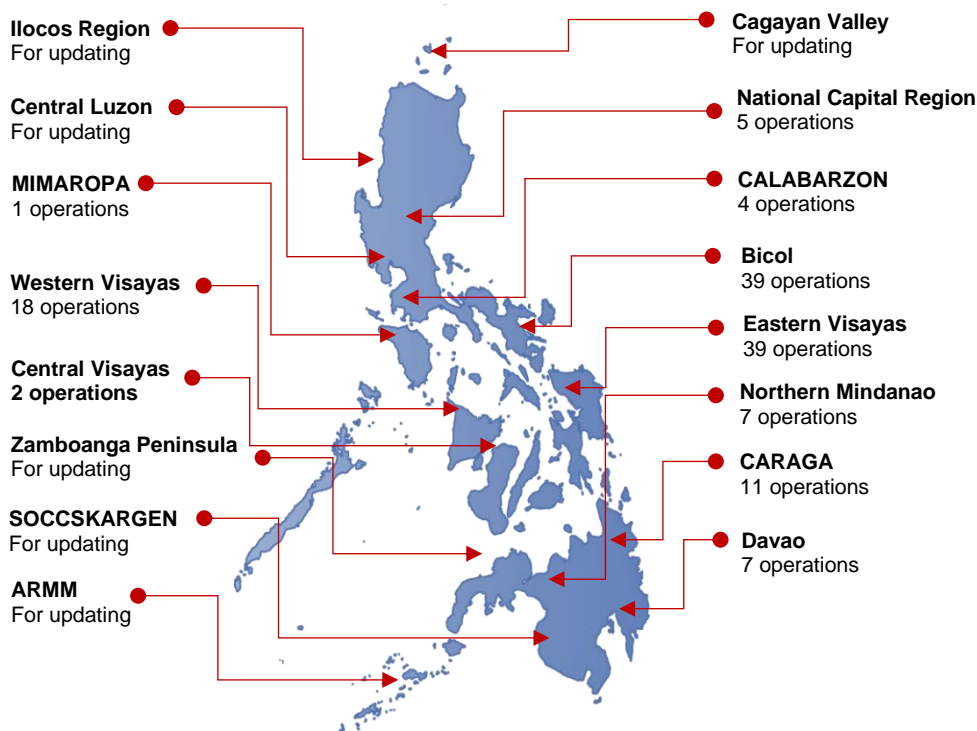 Ilocos Region
For updating
Central Luzon
For updating
MIMAROPA
1 operations
Western Visayas
18 operations
Central Visayas
2 operations
Zamboanga Peninsula
For updating
SOCCSKARGEN
For updating
ARMM
For updating
Cagayan Valley
For updating
National Capital Region
5 operations
CALABARZON
4 operations
Bicol
39 operations
Eastern Visayas
39 operations
Northern Mindanao
7 operations
CARAGA
11 operations
Davao
7 operations